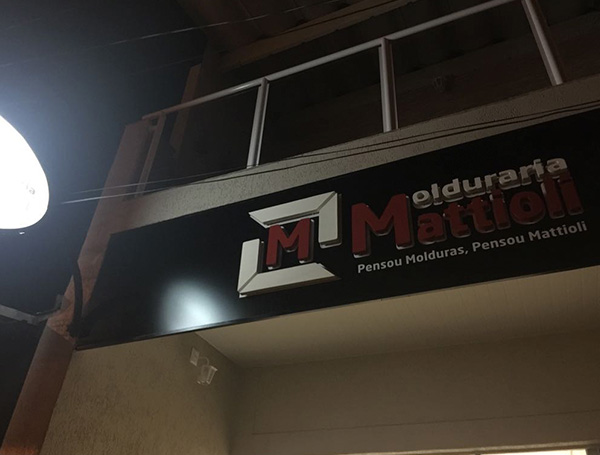 M
Molduraria
Mattioli
Pensou Molduras, Pensou Mattioli